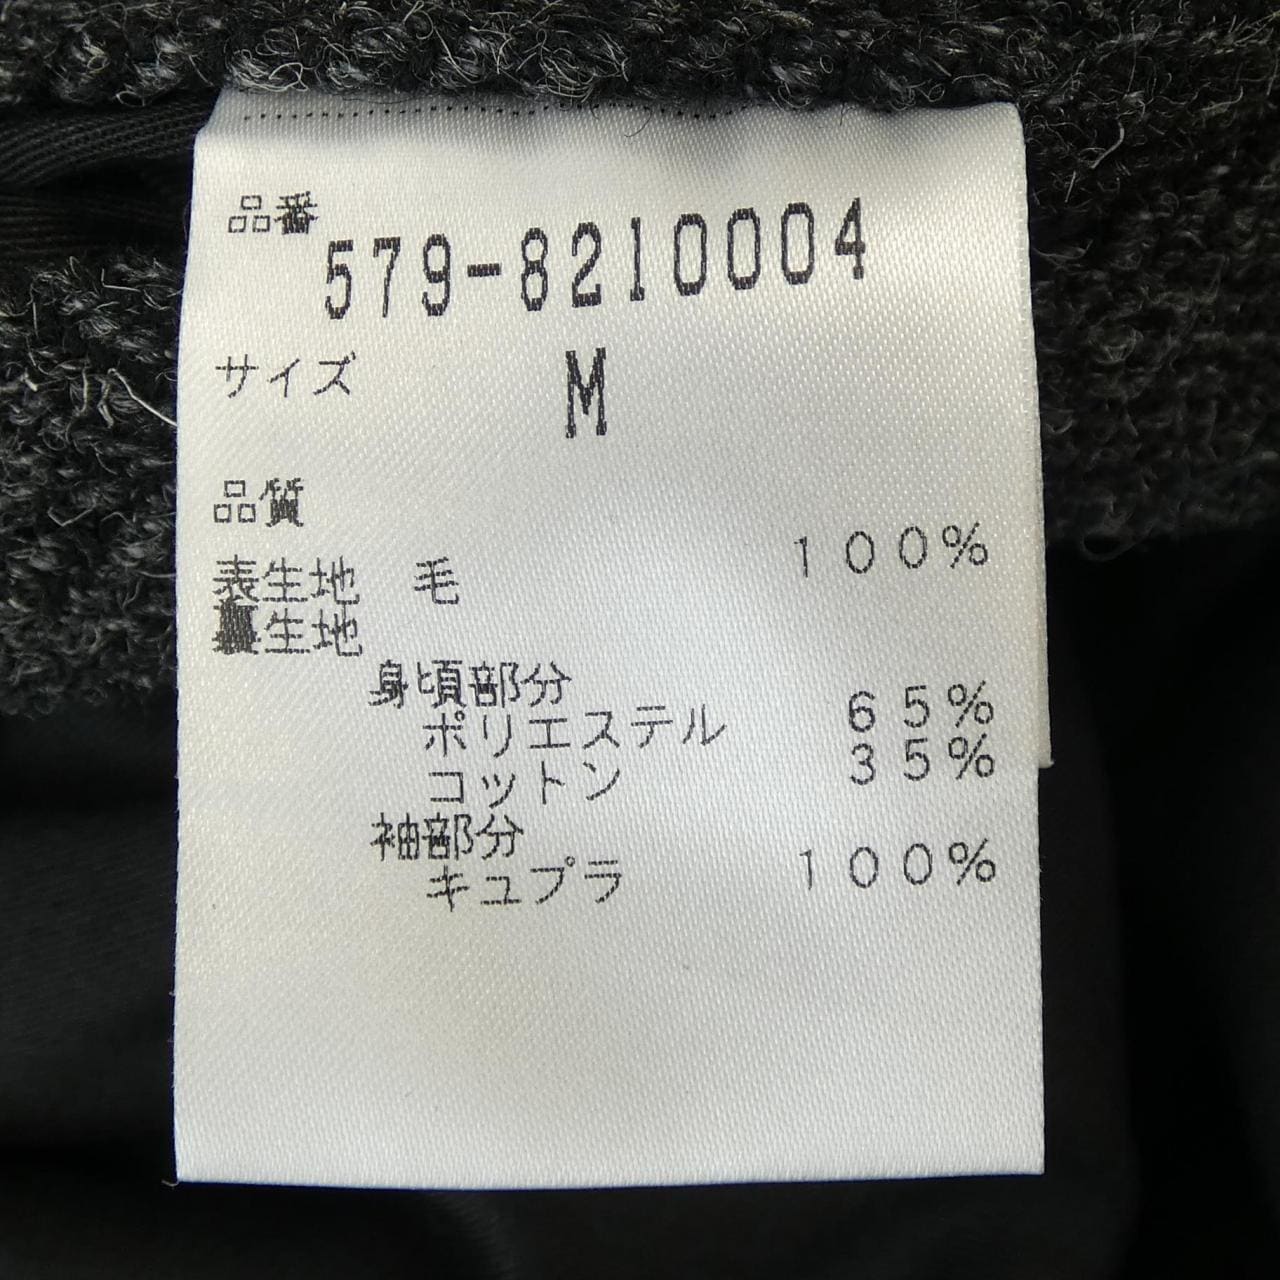 品番
579-8210004
サイズ M
品質
表生地 毛 100%
裏生地
身頃部分
ポリエステル 65%
コットン 35%
袖部分
キュプラ 100%